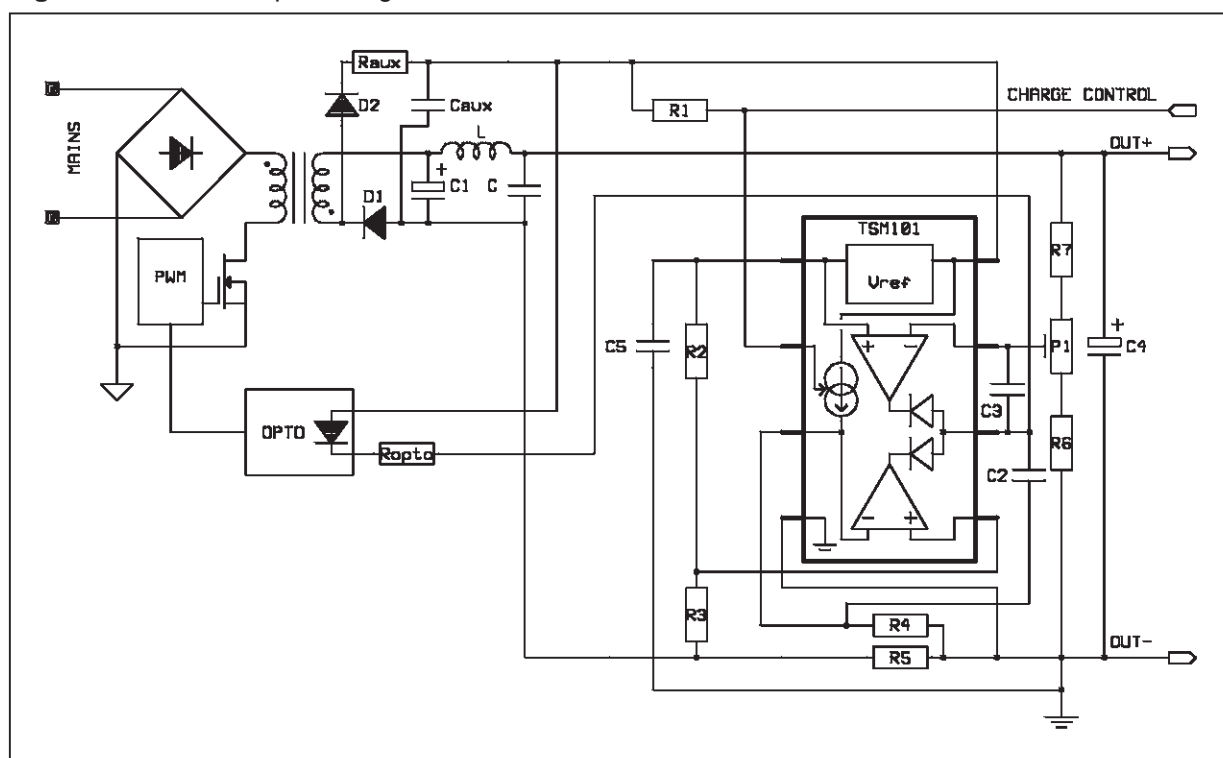 Raux
D2
Caux
R1
CHARGE CONTROL
MAINS
L
OUT+
C1
C
D1
TSM101
PWM
Vref
R7
C5
R2
P1
C4
C3
OPTO
Ropto
R6
C2
R3
R4
R5
OUT-